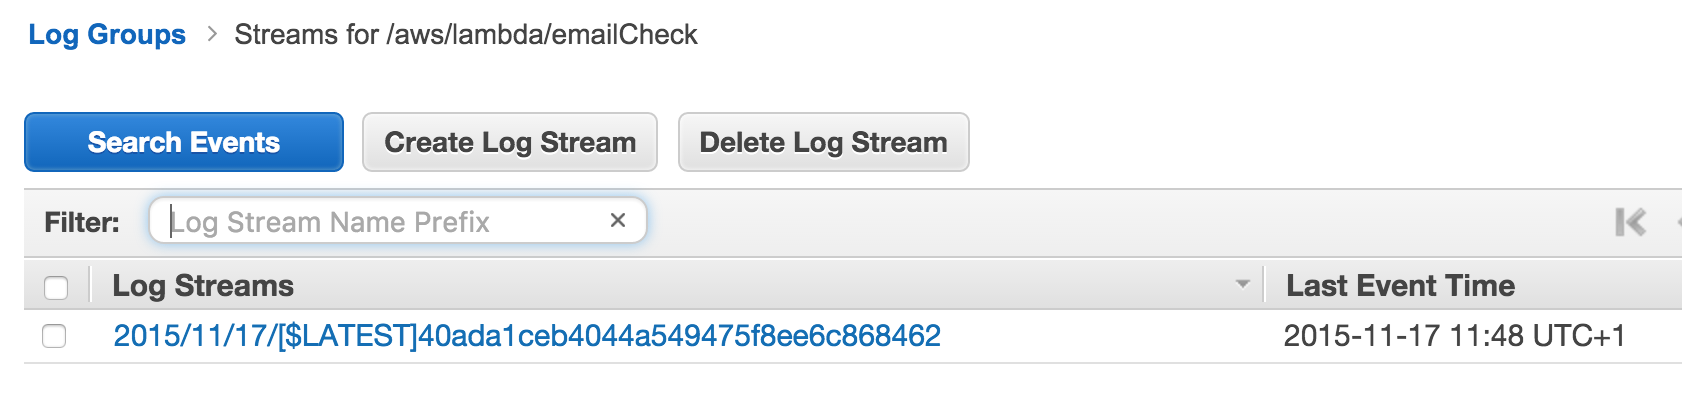 Log Groups > Streams for /aws/lambda/emailCheck
Search Events Create Log Stream Delete Log Stream
Filter: Log Stream Name Prefix ×
Log Streams Last Event Time
2015/11/17/[$LATEST]40ada1ceb4044a549475f8ee6c868462 2015-11-17 11:48 UTC+1